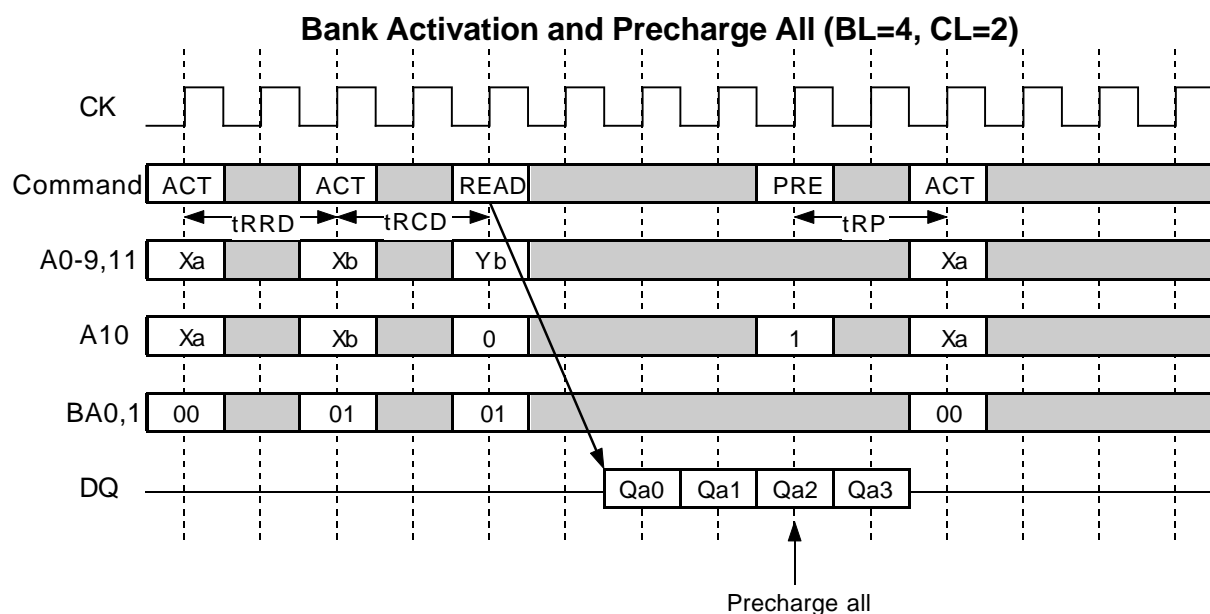 Bank Activation and Precharge All (BL=4, CL=2)
CK
Command ACT ACT READ PRE ACT
tRRD tRCD tRP
A0-9,11 Xa Xb Yb Xa
A10 Xa Xb 0 1 Xa
BA0,1 00 01 01 00
DQ Qa0 Qa1 Qa2 Qa3
Precharge all